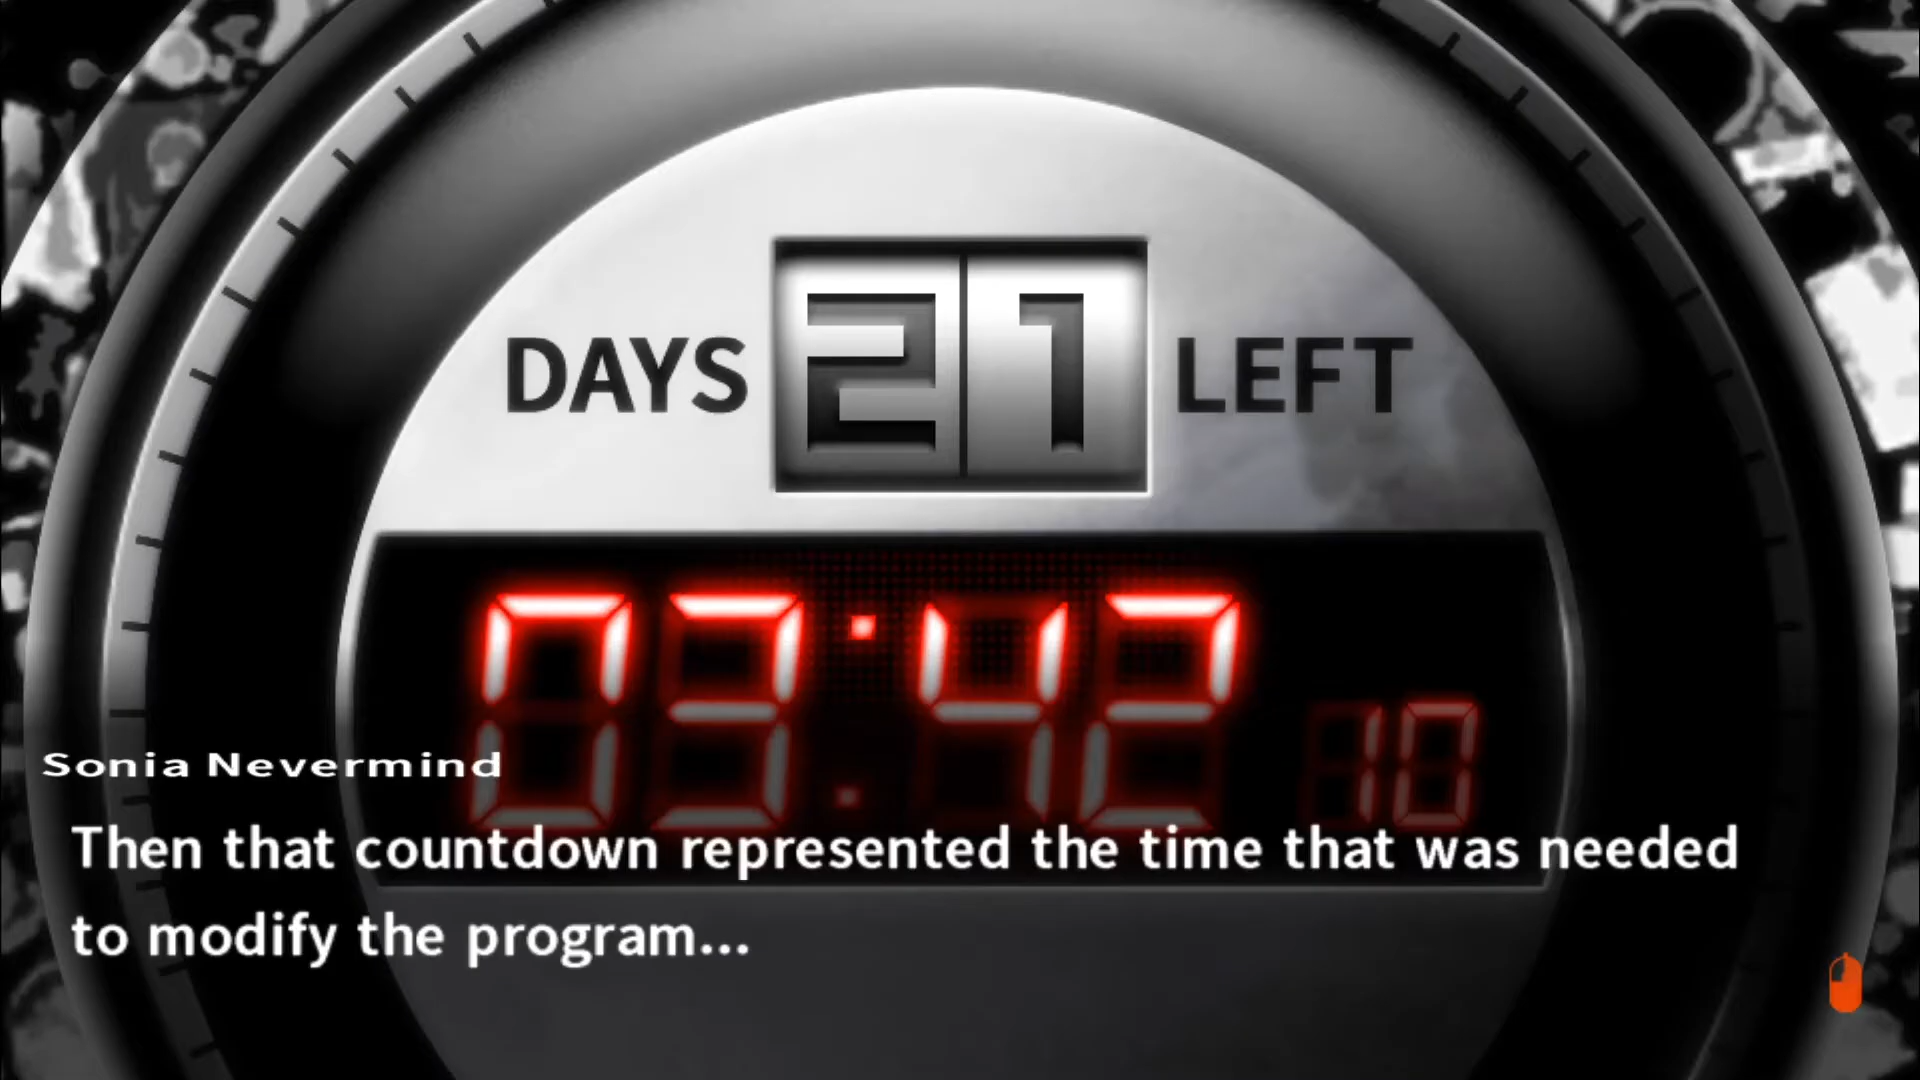 DAYS 21 LEFT
03:42 10
Sonia Nevermind
Then that countdown represented the time that was needed
to modify the program...